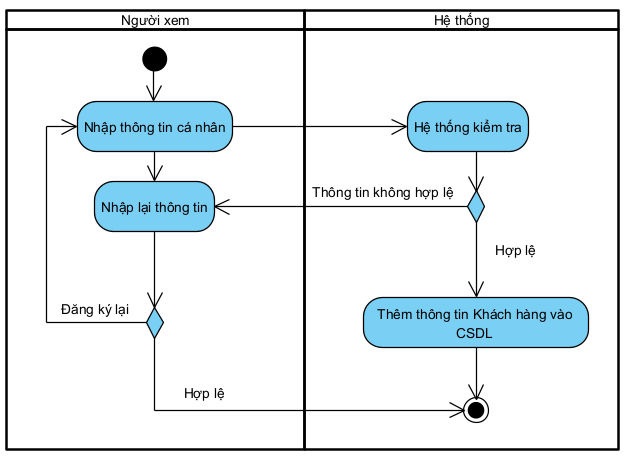 Người xem
Hệ thống
Nhập thông tin cá nhân
Hệ thống kiểm tra
Thông tin không hợp lệ
Nhập lại thông tin
Hợp lệ
Đăng ký lại
Thêm thông tin Khách hàng vào
CSDL
Hợp lệ